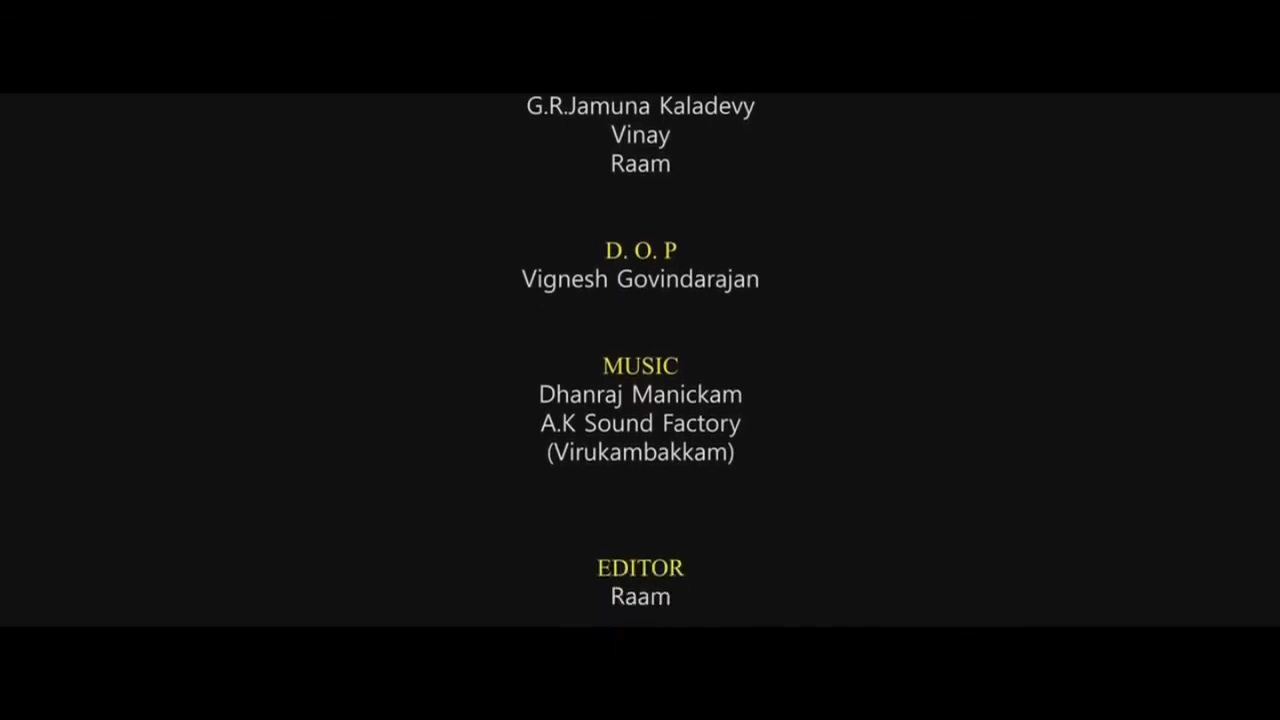 G.R.Jamuna Kaladevy
Vinay
Raam
D. O. P
Vignesh Govindarajan
MUSIC
Dhanraj Manickam
A.K Sound Factory
(Virukambakkam)
EDITOR
Raam